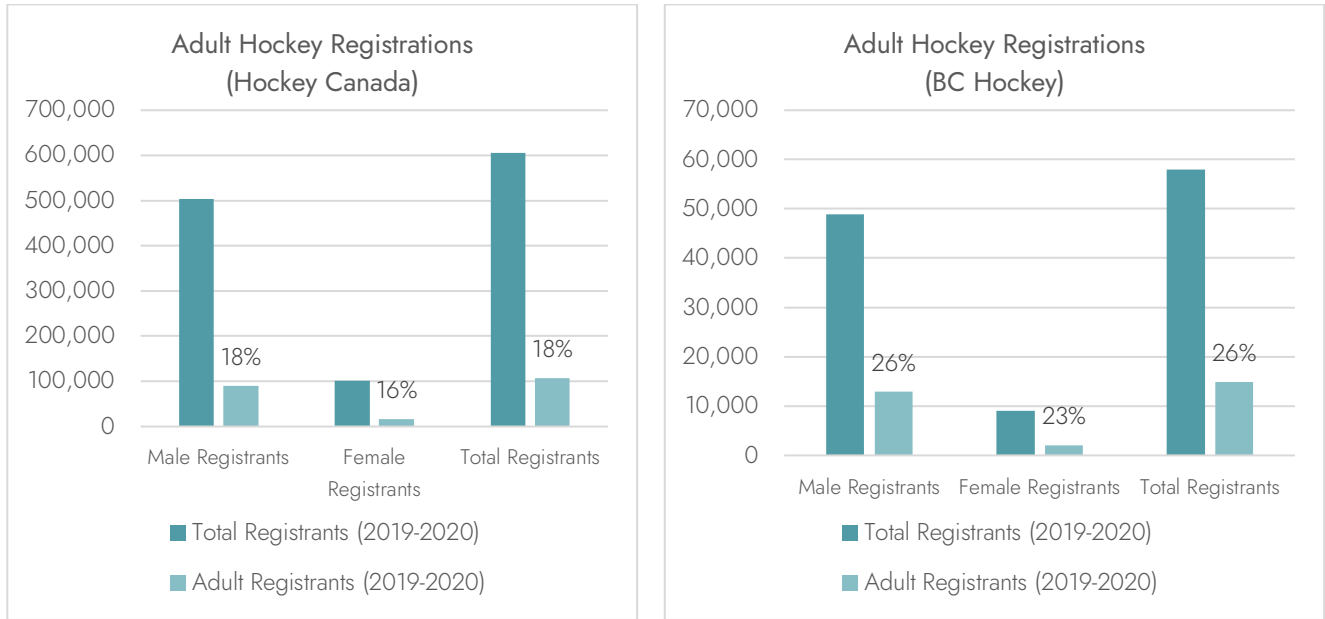 Adult Hockey Registrations
(Hockey Canada)
700,000
600,000
500,000
400,000
300,000
200,000
100,000
0
18%
16%
18%
Male Registrants
Female
Registrants
Total Registrants
Total Registrants (2019-2020)
Adult Registrants (2019-2020)
Adult Hockey Registrations
(BC Hockey)
70,000
60,000
50,000
40,000
30,000
20,000
10,000
0
26%
23%
26%
Male Registrants
Female Registrants
Total Registrants
Total Registrants (2019-2020)
Adult Registrants (2019-2020)